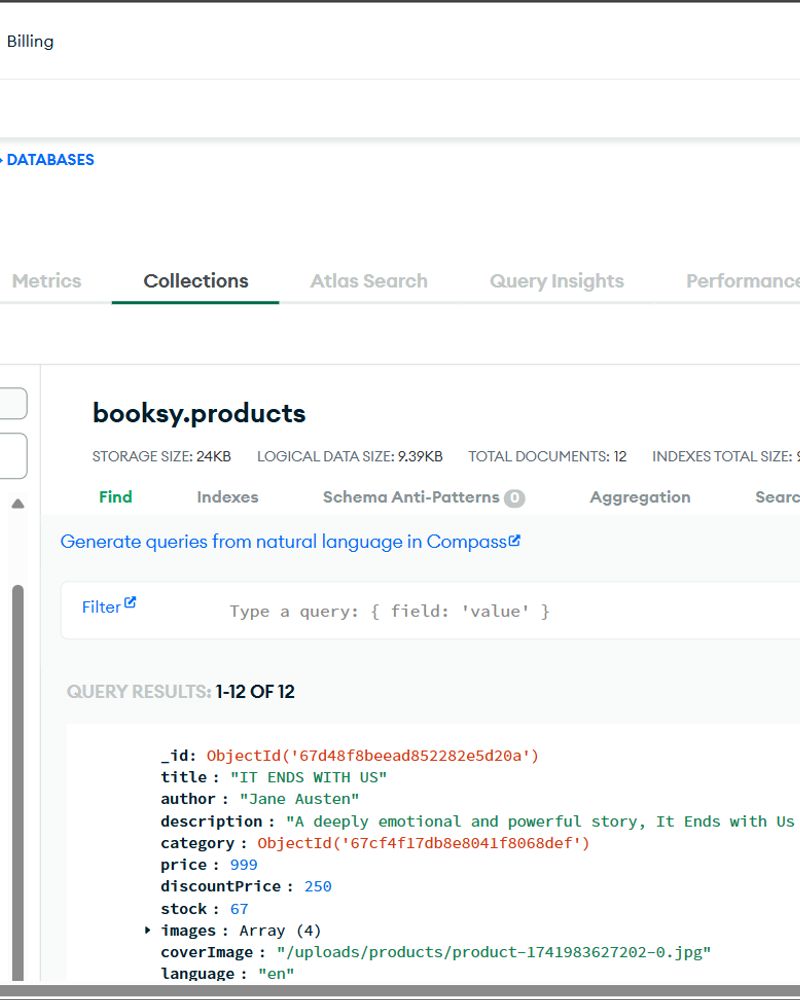 Billing
DATABASES
Metrics Collections Atlas Search Query Insights Performance
booksy.products
STORAGE SIZE: 24KB LOGICAL DATA SIZE: 9.39KB TOTAL DOCUMENTS: 12 INDEXES TOTAL SIZE:
Find Indexes Schema Anti-Patterns 0 Aggregation Searc
Generate queries from natural language in Compass
Filter Type a query: { field: 'value' }
QUERY RESULTS: 1-12 OF 12
_id: ObjectId('67d48f8beead852282e5d20a')
title : "IT ENDS WITH US"
author : "Jane Austen"
description : "A deeply emotional and powerful story, It Ends with Us
category : ObjectId('67cf4f17db8e8041f8068def')
price : 999
discountPrice : 250
stock : 67
images : Array (4)
coverImage : "/uploads/products/product-1741983627202-0.jpg"
language : "en"